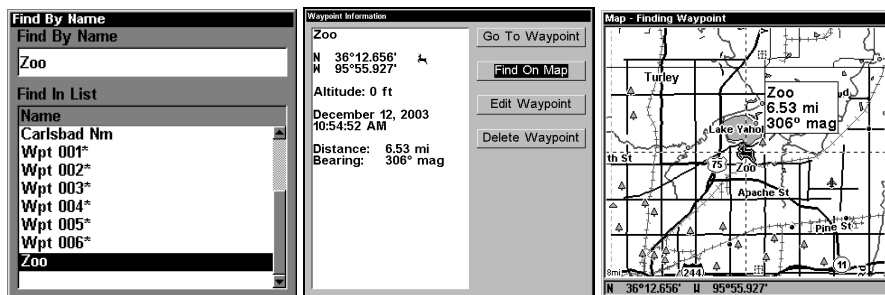 Find By Name
Find By Name
Zoo
Find In List
Name
Carlsbad Nm
Wpt 001*
Wpt 002*
Wpt 003*
Wpt 004*
Wpt 005*
Wpt 006*
Zoo
Waypoint Information
Zoo
N 36°12.656'
W 95°55.927'
Altitude: 0 ft
December 12, 2003
10:54:52 AM
Distance: 6.53 mi
Bearing: 306° mag
Go To Waypoint
Find On Map
Edit Waypoint
Delete Waypoint
Map - Finding Waypoint
Turley
Zoo
6.53 mi
306° mag
Lake Yahol
th St
75
Zoo
Apache St
Pine St
11
244
8mi
N 36°12.656' W 95°55.927'